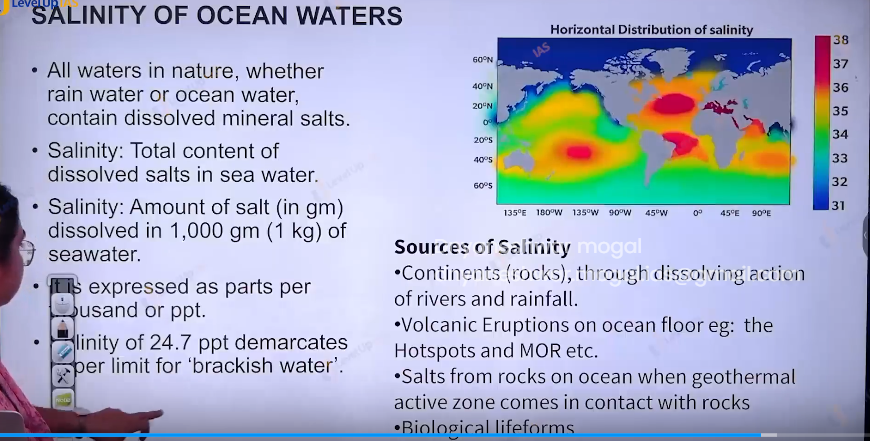 LevelUp IAS
SALINITY OF OCEAN WATERS
• All waters in nature, whether
rain water or ocean water,
contain dissolved mineral salts.
• Salinity: Total content of
dissolved salts in sea water.
• Salinity: Amount of salt (in gm)
dissolved in 1,000 gm (1 kg) of
seawater.
• It is expressed as parts per
usand or ppt.
• linity of 24.7 ppt demarcates
per limit for ‘brackish water’.
Horizontal Distribution of salinity
IAS
60°N
40°N
20°N
0°
20°S
40°S
60°S
135°E 180°W 135°W 90°W 45°W 0° 45°E 90°E
38
37
36
35
34
33
32
31
Sources of Salinity
mogal
•Continents (rocks), through dissolving action
of rivers and rainfall.
•Volcanic Eruptions on ocean floor eg: the
Hotspots and MOR etc.
•Salts from rocks on ocean when geothermal
active zone comes in contact with rocks
•Biological lifeforms